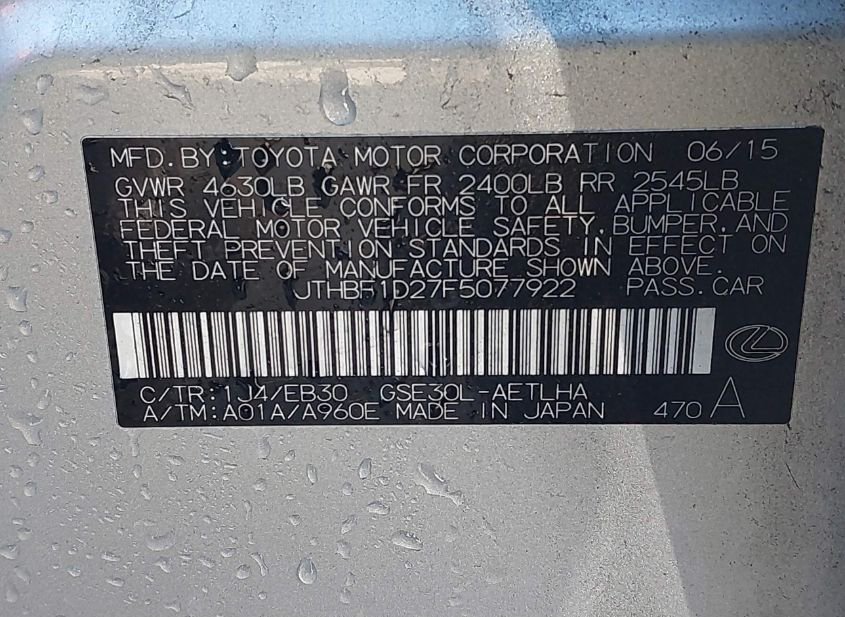 MFD.BY:TOYOTA MOTOR CORPORATION 06/15
GVWR 4630LB GAWR FR 2400LB RR 2545LB
THIS VEHICLE CONFORMS TO ALL APPLICABLE
FEDERAL MOTOR VEHICLE SAFETY,BUMPER,AND
THEFT PREVENTION STANDARDS IN EFFECT ON
THE DATE OF MANUFACTURE SHOWN ABOVE.
JTHBF1D27F5077922 PASS.CAR
C/TR:1J4/EB30 GSE30L-AETLHA
A/TM:A01A/A960E MADE IN JAPAN 470 A